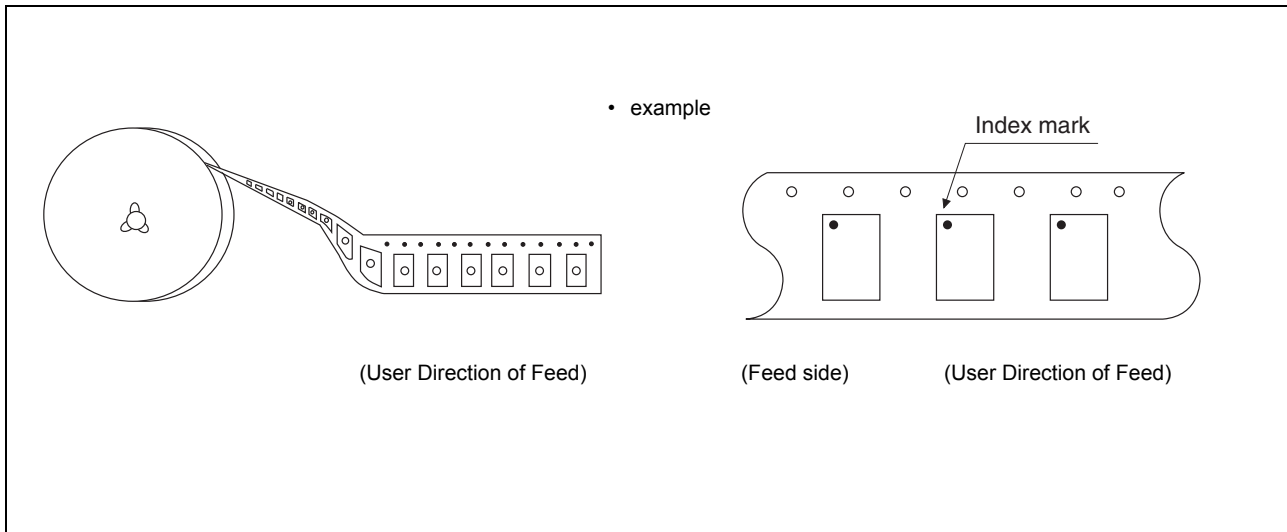 • example
Index mark
(User Direction of Feed)
(Feed side)
(User Direction of Feed)